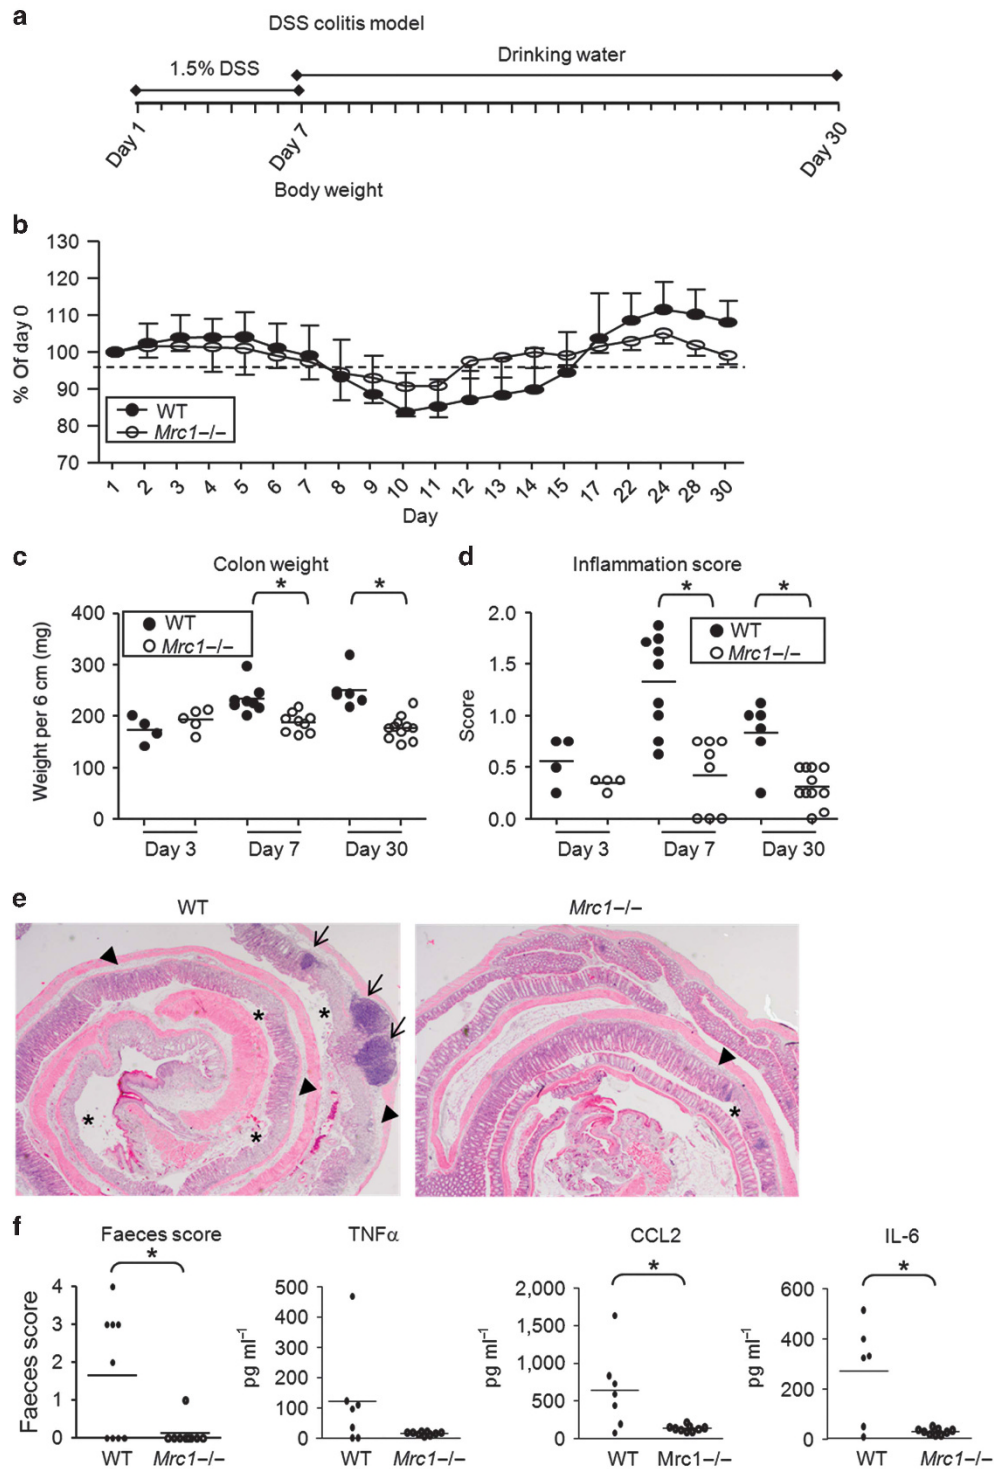 a
DSS colitis model
Drinking water
1.5% DSS
Day 1
Day 7
Day 30
Body weight
b
130
120
110
100
90
80
70
% Of day 0
WT
Mrc1–/–
1 2 3 4 5 6 7 8 9 10 11 12 13 14 15 17 22 24 28 30
Day
c
Colon weight
*
*
400
300
200
100
0
Weight per 6 cm (mg)
WT
Mrc1–/–
Day 3 Day 7 Day 30
d
Inflammation score
*
*
2.0
1.5
1.0
0.5
0.0
Score
WT
Mrc1–/–
Day 3 Day 7 Day 30
e
WT
Mrc1–/–
*
*
*
*
*
f
Faeces score
*
4
3
2
1
0
Faeces score
WT Mrc1–/–
TNFα
500
400
300
200
100
0
pg ml–1
WT Mrc1–/–
CCL2
*
2,000
1,500
1,000
500
0
pg ml–1
WT Mrc1–/–
IL-6
*
600
400
200
0
pg ml–1
WT Mrc1–/–